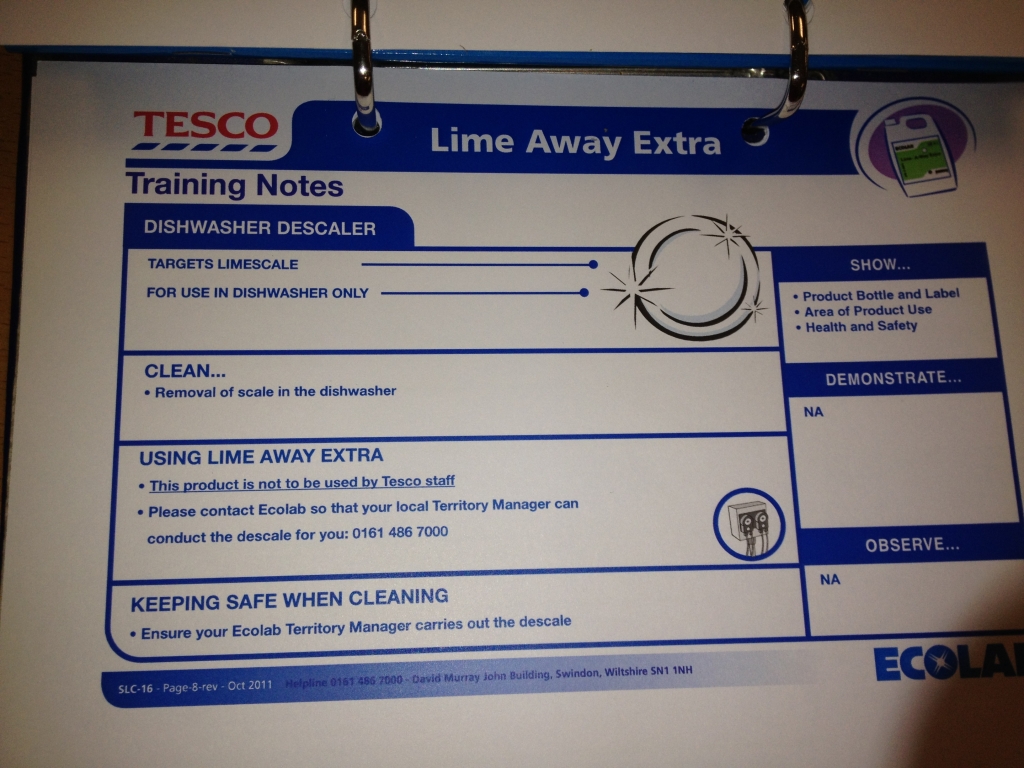 TESCO
Lime Away Extra
Training Notes
DISHWASHER DESCALER
TARGETS LIMESCALE
FOR USE IN DISHWASHER ONLY
CLEAN...
• Removal of scale in the dishwasher
USING LIME AWAY EXTRA
• This product is not to be used by Tesco staff
• Please contact Ecolab so that your local Territory Manager can
conduct the descale for you: 0161 486 7000
KEEPING SAFE WHEN CLEANING
• Ensure your Ecolab Territory Manager carries out the descale
SHOW...
• Product Bottle and Label
• Area of Product Use
• Health and Safety
DEMONSTRATE...
NA
OBSERVE...
NA
ECOLA
SLC-16 - Page-8-rev - Oct 2011 Helpline 0161 486 7000 - David Murray John Building, Swindon, Wiltshire SN1 1NH